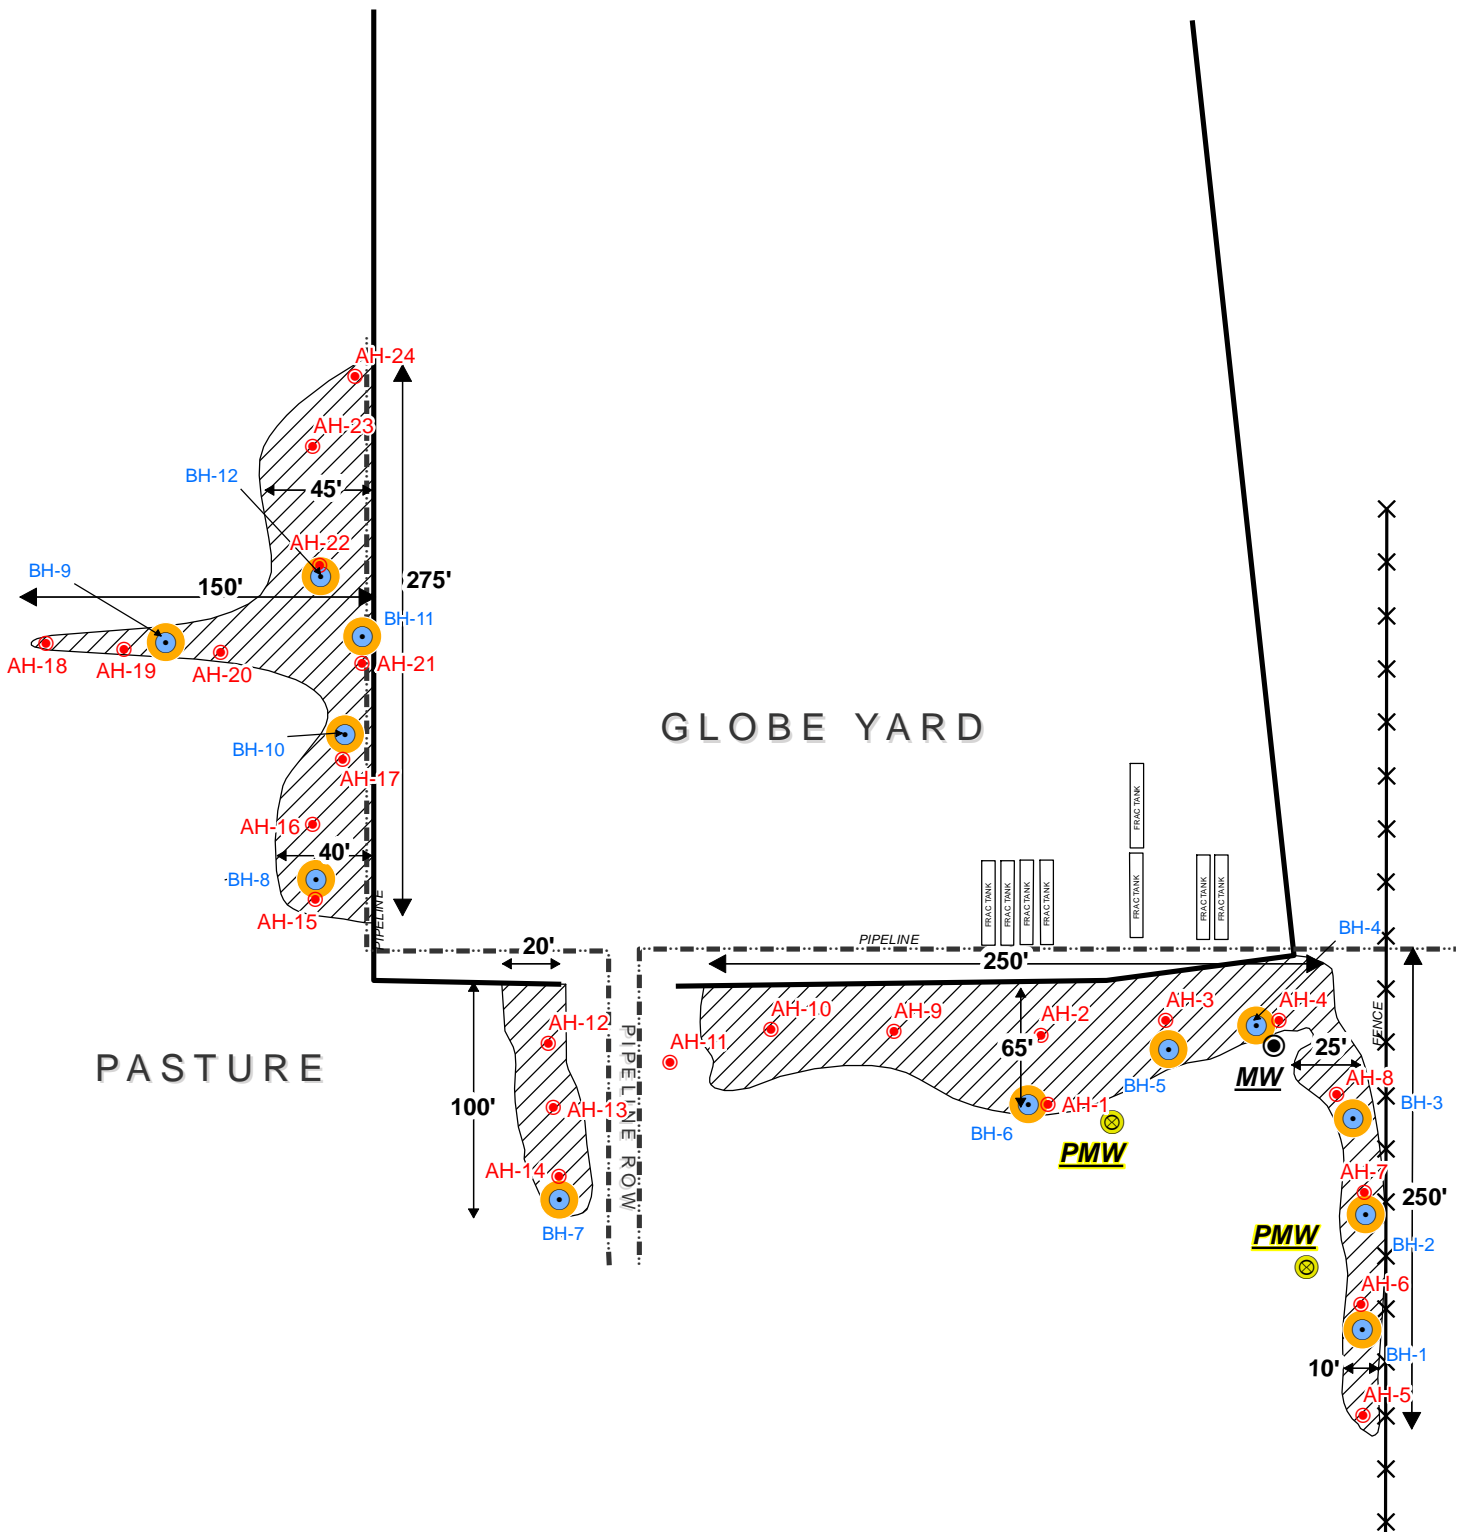 AH-24
AH-23
BH-12
45'
AH-22
BH-9
150'
275'
BH-11
AH-18
AH-19
AH-20
AH-21
GLOBE YARD
BH-10
AH-17
FRAC TANK
AH-16
40'
BH-8
FRAC TANK
FRAC TANK
FRAC TANK
FRAC TANK
FRAC TANK
FRAC TANK
FRAC TANK
AH-15
PIPELINE
20'
PIPELINE
BH-4
250'
AH-12
AH-10
AH-9
AH-2
AH-3
AH-4
FENCE
AH-11
65'
25'
PASTURE
MW
BH-5
AH-8
100'
AH-13
PIPELINE ROW
AH-1
BH-3
BH-6
PMW
AH-14
AH-7
250'
BH-7
PMW
BH-2
AH-6
BH-1
10'
AH-5